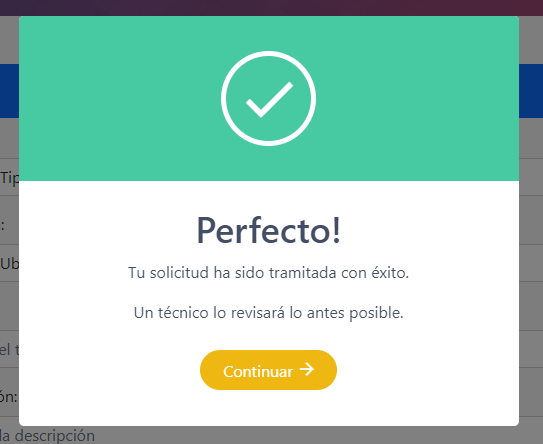 Perfecto!
Tu solicitud ha sido tramitada con éxito.
Un técnico lo revisará lo antes posible.
Continuar →
Tip
:
Ub
el t
ón:
la descripción